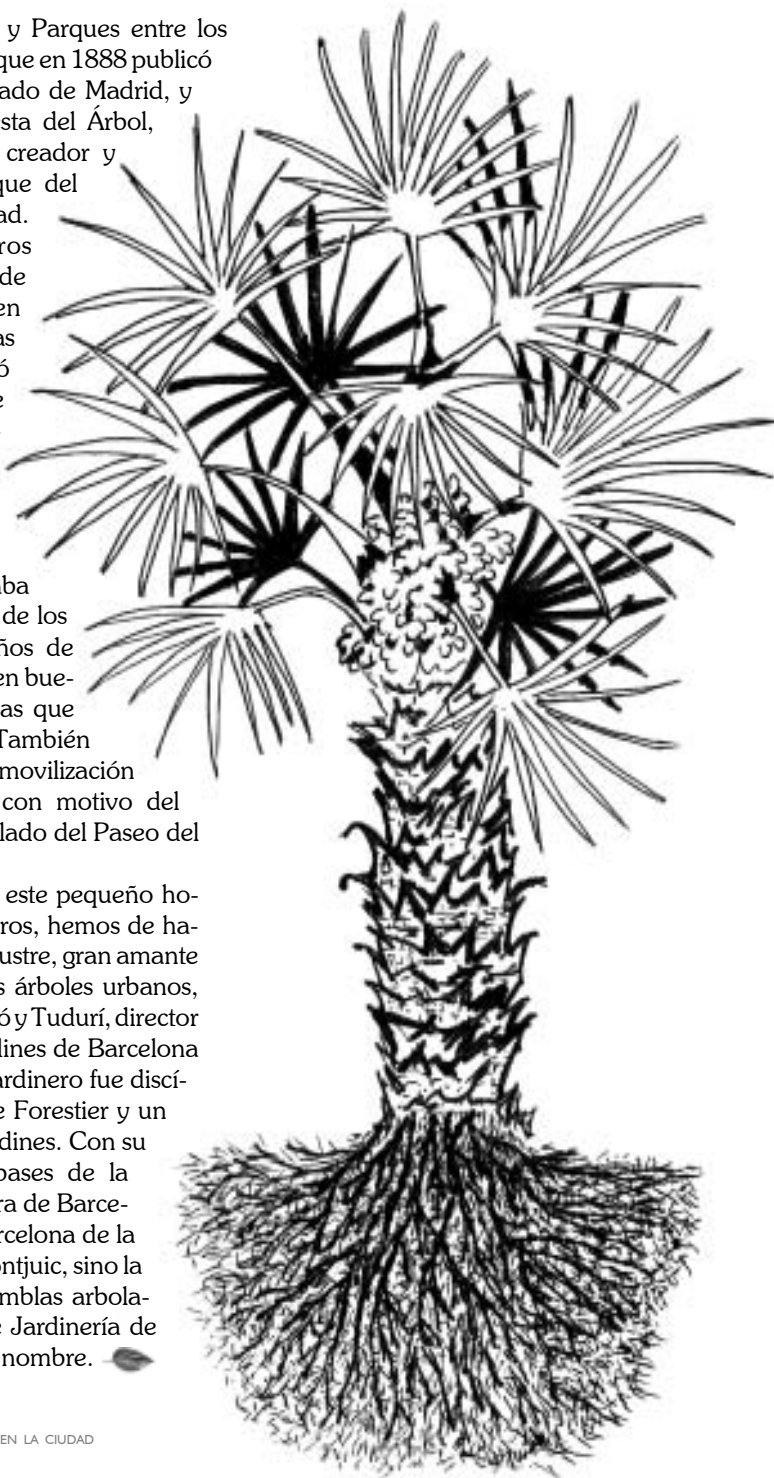 y Parques entre los
que en 1888 publicó
ado de Madrid, y
sta del Árbol,
creador y
que del
ad.
ros
de
en
as
ó
e
aba
de los
ños de
en bue-
as que
También
movilización
con motivo del
lado del Paseo del
este pequeño ho-
ros, hemos de ha-
ustre, gran amante
s árboles urbanos,
ó y Tudurí, director
dines de Barcelona
ardinero fue discí-
e Forestier y un
dines. Con su
bases de la
ra de Barce-
rcelona de la
ontjuic, sino la
mblas arbola-
e Jardinería de
nombre.
EN LA CIUDAD